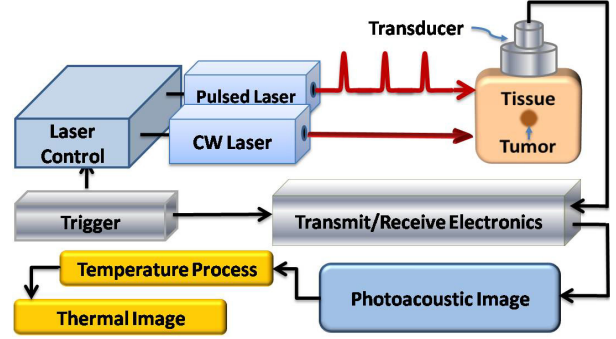 Transducer
Pulsed Laser
Tissue
Laser
Control
CW Laser
Tumor
Trigger
Transmit/Receive Electronics
Temperature Process
Photoacoustic Image
Thermal Image